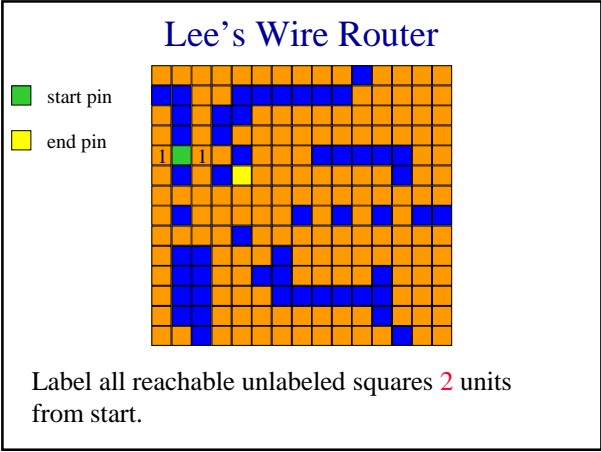 Lee's Wire Router
start pin
end pin
1 1
Label all reachable unlabeled squares 2 units
from start.